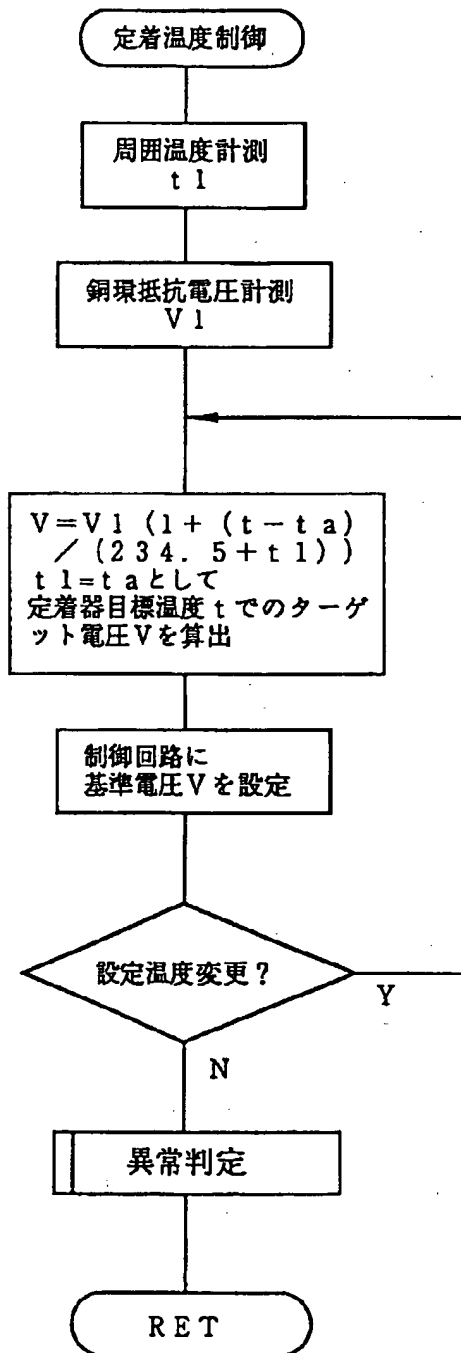 定着温度制御
周囲温度計測
t1
銅環抵抗電圧計測
V1
V=V1(1+(t-ta)
/(234.5+t1))
t1=taとして
定着器目標温度tでのターゲ
ット電圧Vを算出
制御回路に
基準電圧Vを設定
設定温度変更?
Y
N
異常判定
RET